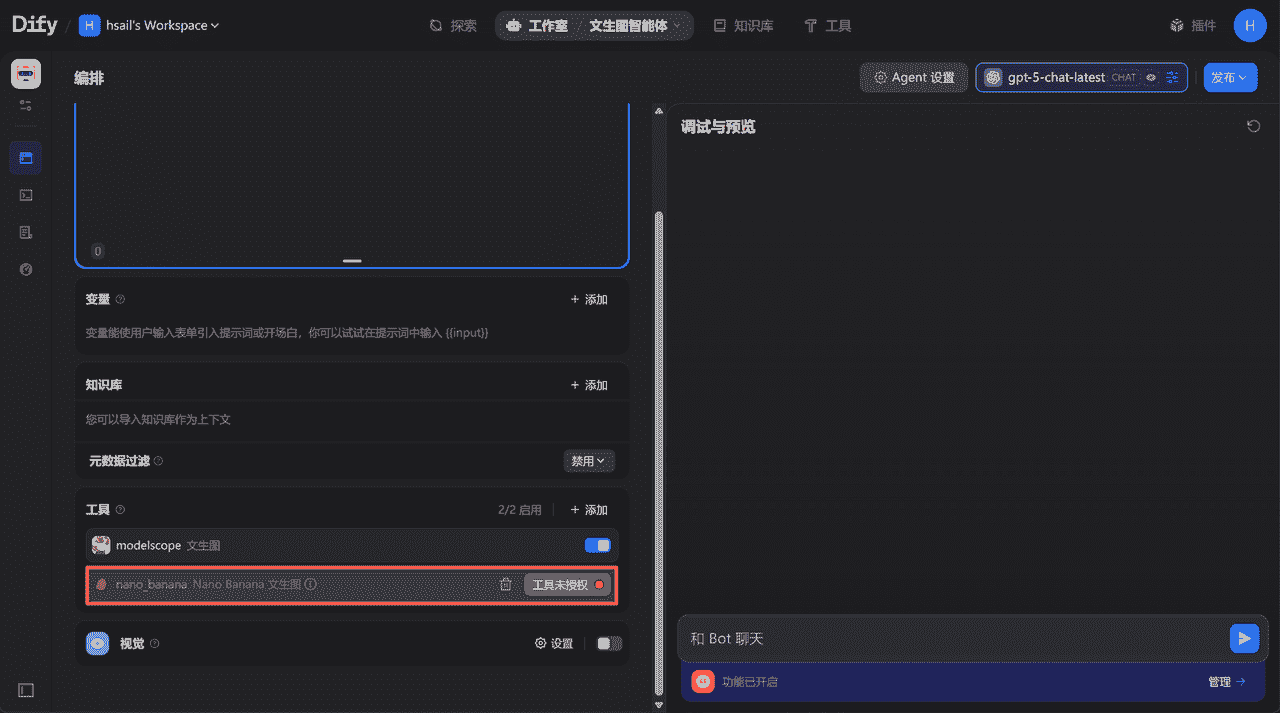 Dify / H hsail's Workspace 探索 工作室 / 文生图智能体 知识库 工具 插件 H
编排 Agent 设置 gpt-5-chat-latest CHAT 发布
调试与预览
0
变量 + 添加
变量能使用户输入表单引入提示词或开场白，你可以试试在提示词中输入 {{input}}
知识库 + 添加
您可以导入知识库作为上下文
元数据过滤 禁用
工具 2/2 启用 + 添加
modelscope 文生图
nano_banana Nano Banana 文生图 工具未授权
视觉 设置
和 Bot 聊天
功能已开启 管理 →